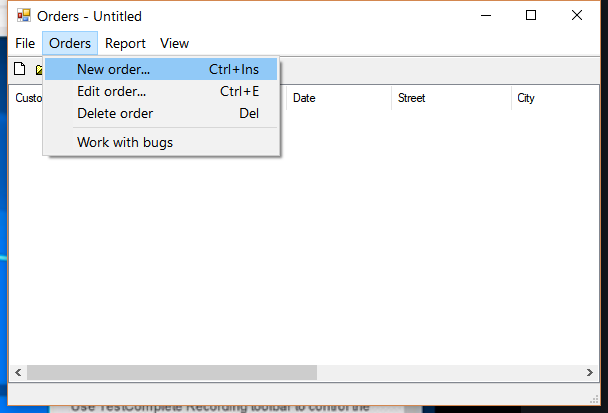 Orders - Untitled
File Orders Report View
New order... Ctrl+Ins
Custo Date Street City
Edit order... Ctrl+E
Delete order Del
Work with bugs
Use TestComplete Recording toolbar to control the